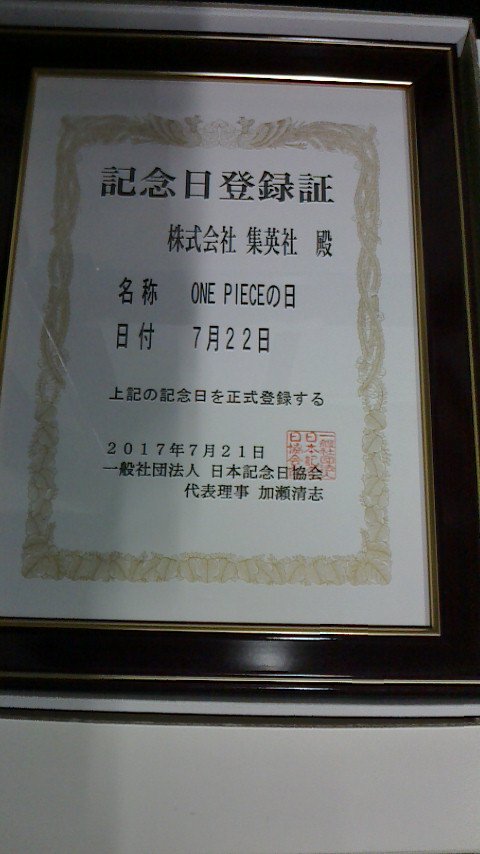 記念日登録証
株式会社 集英社 殿
名称 ONE PIECEの日
日付 7月22日
上記の記念日を正式登録する
2017年7月21日
一般社団法人 日本記念日協会
代表理事 加瀬清志